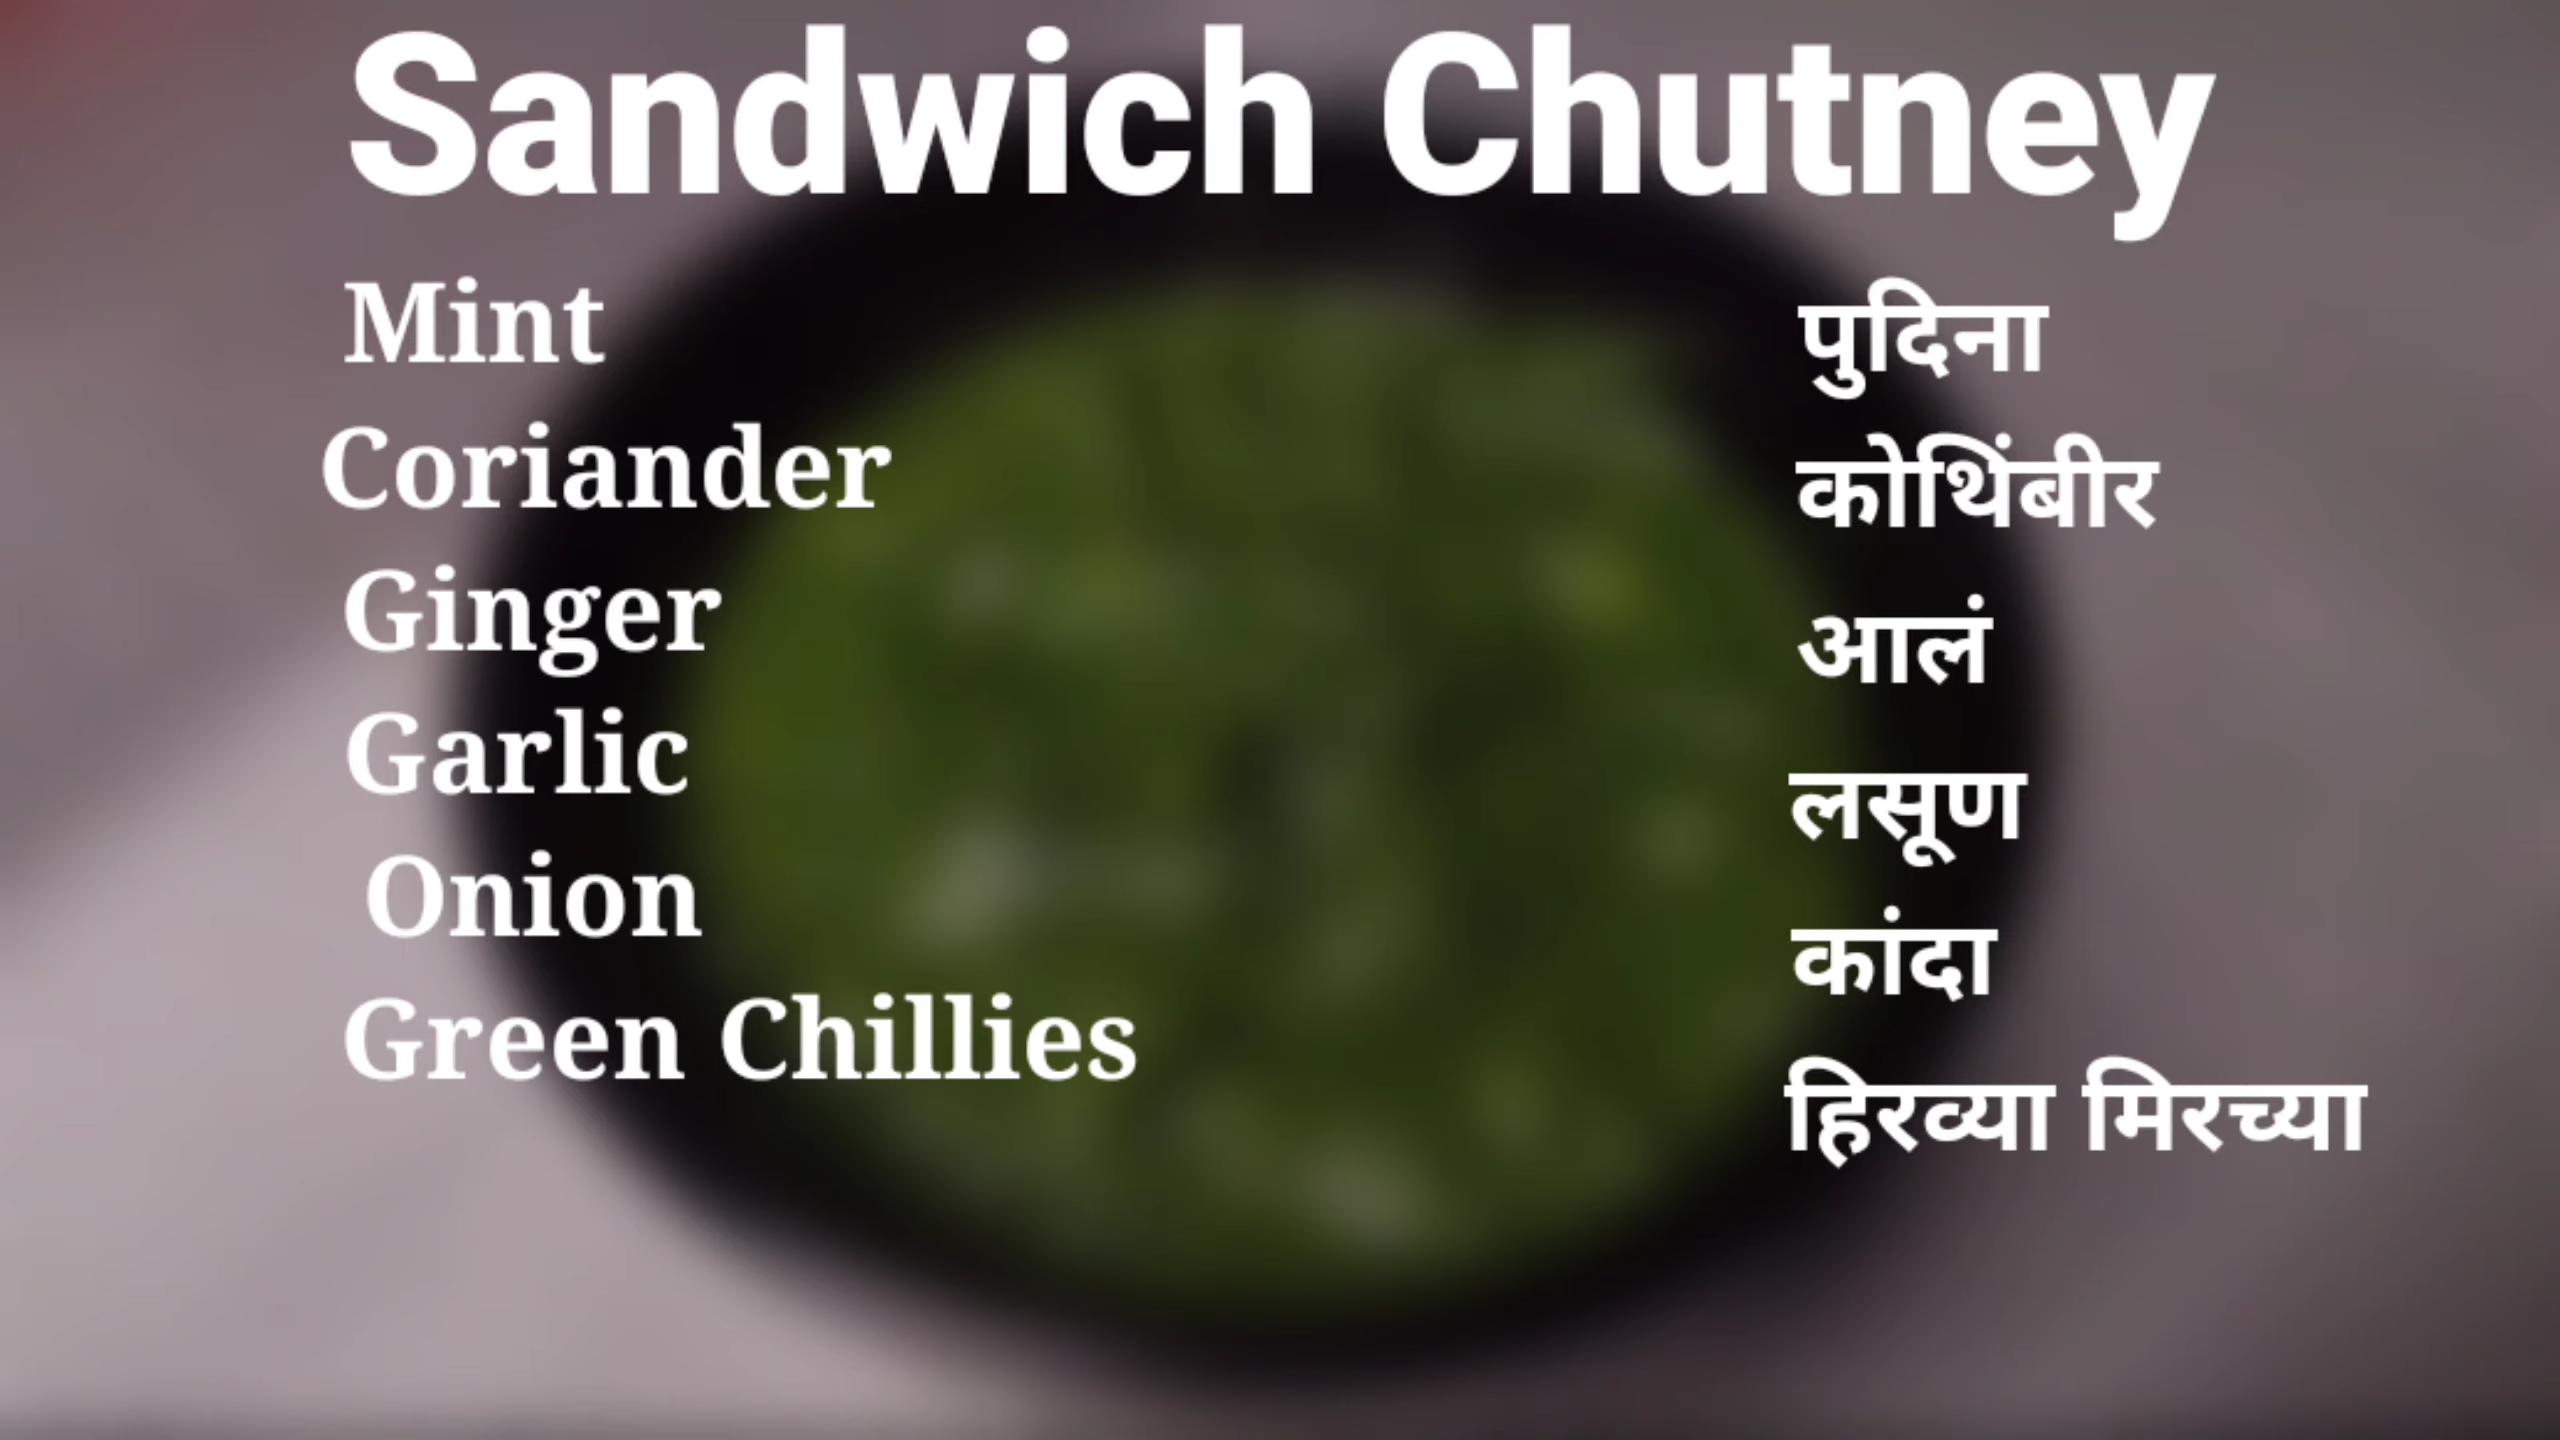 Sandwich Chutney
Mint
पुदिना
Coriander
कोथिंबीर
Ginger
आलं
Garlic
लसूण
Onion
कांदा
Green Chillies
हिरव्या मिरच्या